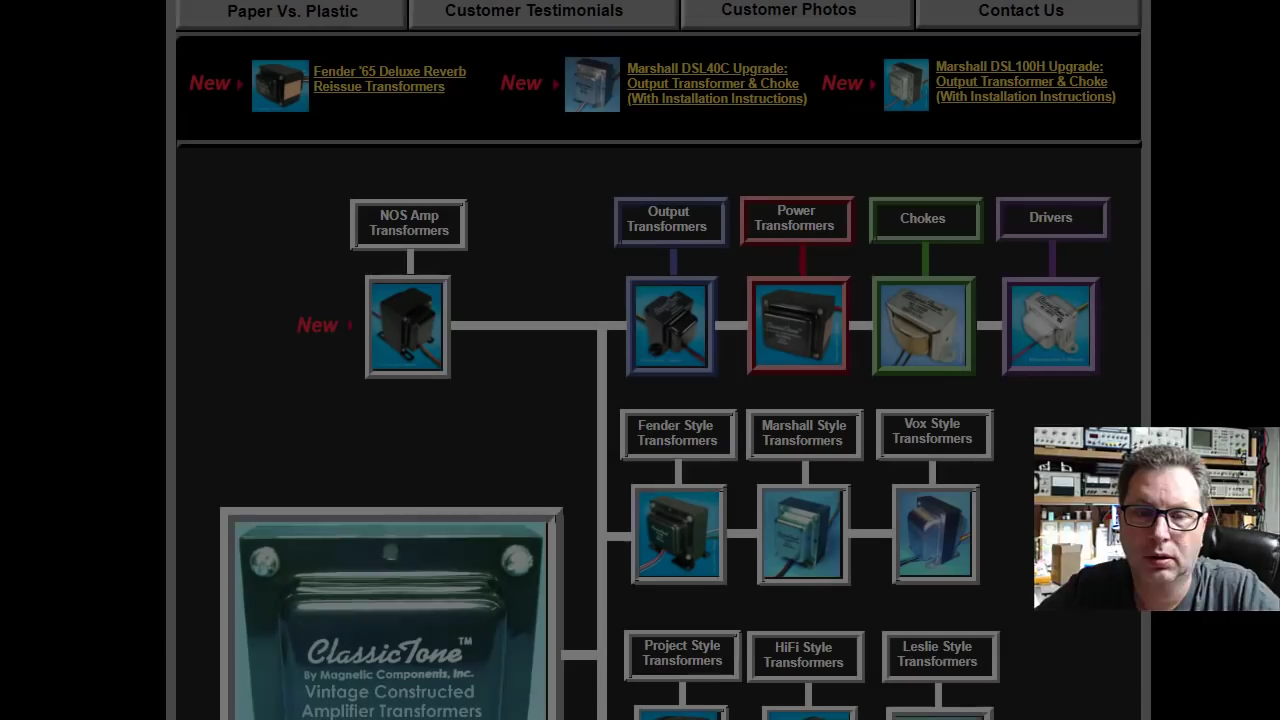 Paper Vs. Plastic
Customer Testimonials
Customer Photos
Contact Us
New
Fender '65 Deluxe Reverb
Reissue Transformers
New
Marshall DSL40C Upgrade:
Output Transformer & Choke
(With Installation Instructions)
New
Marshall DSL100H Upgrade:
Output Transformer & Choke
(With Installation Instructions)
NOS Amp
Transformers
Output
Transformers
Power
Transformers
Chokes
Drivers
New
Fender Style
Transformers
Marshall Style
Transformers
Vox Style
Transformers
Project Style
Transformers
HiFi Style
Transformers
Leslie Style
Transformers
ClassicTone™
By Magnetic Components, Inc.
Vintage Constructed
Amplifier Transformers